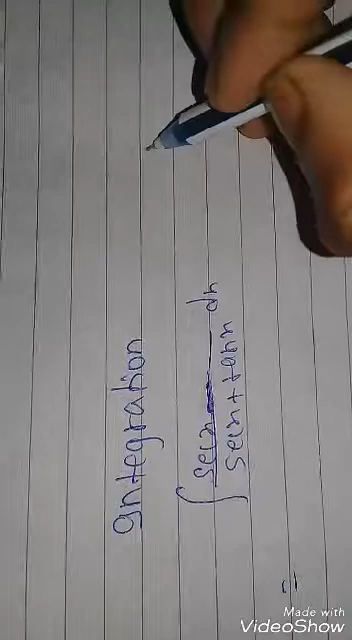 Integration
∫ secx / secx + tanx dx
=
Made with
VideoShow